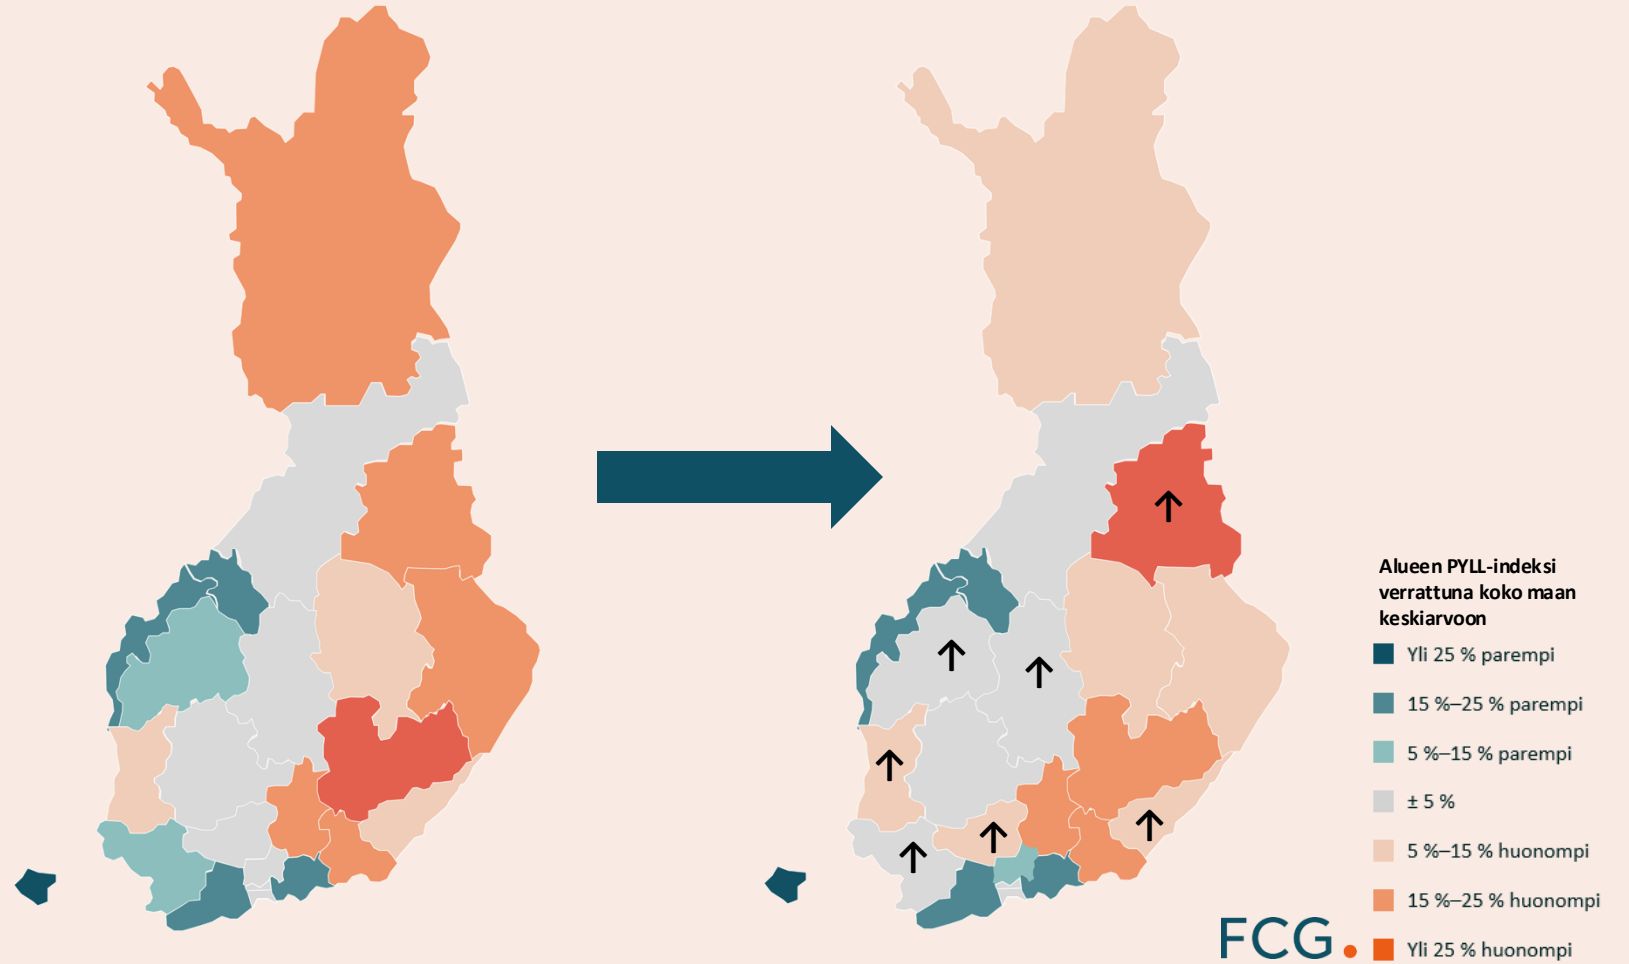 Alueen PYLL-indeksi
verrattuna koko maan
keskiarvoon
Yli 25 % parempi
15 %–25 % parempi
5 %–15 % parempi
± 5 %
5 %–15 % huonompi
15 %–25 % huonompi
Yli 25 % huonompi
FCG.